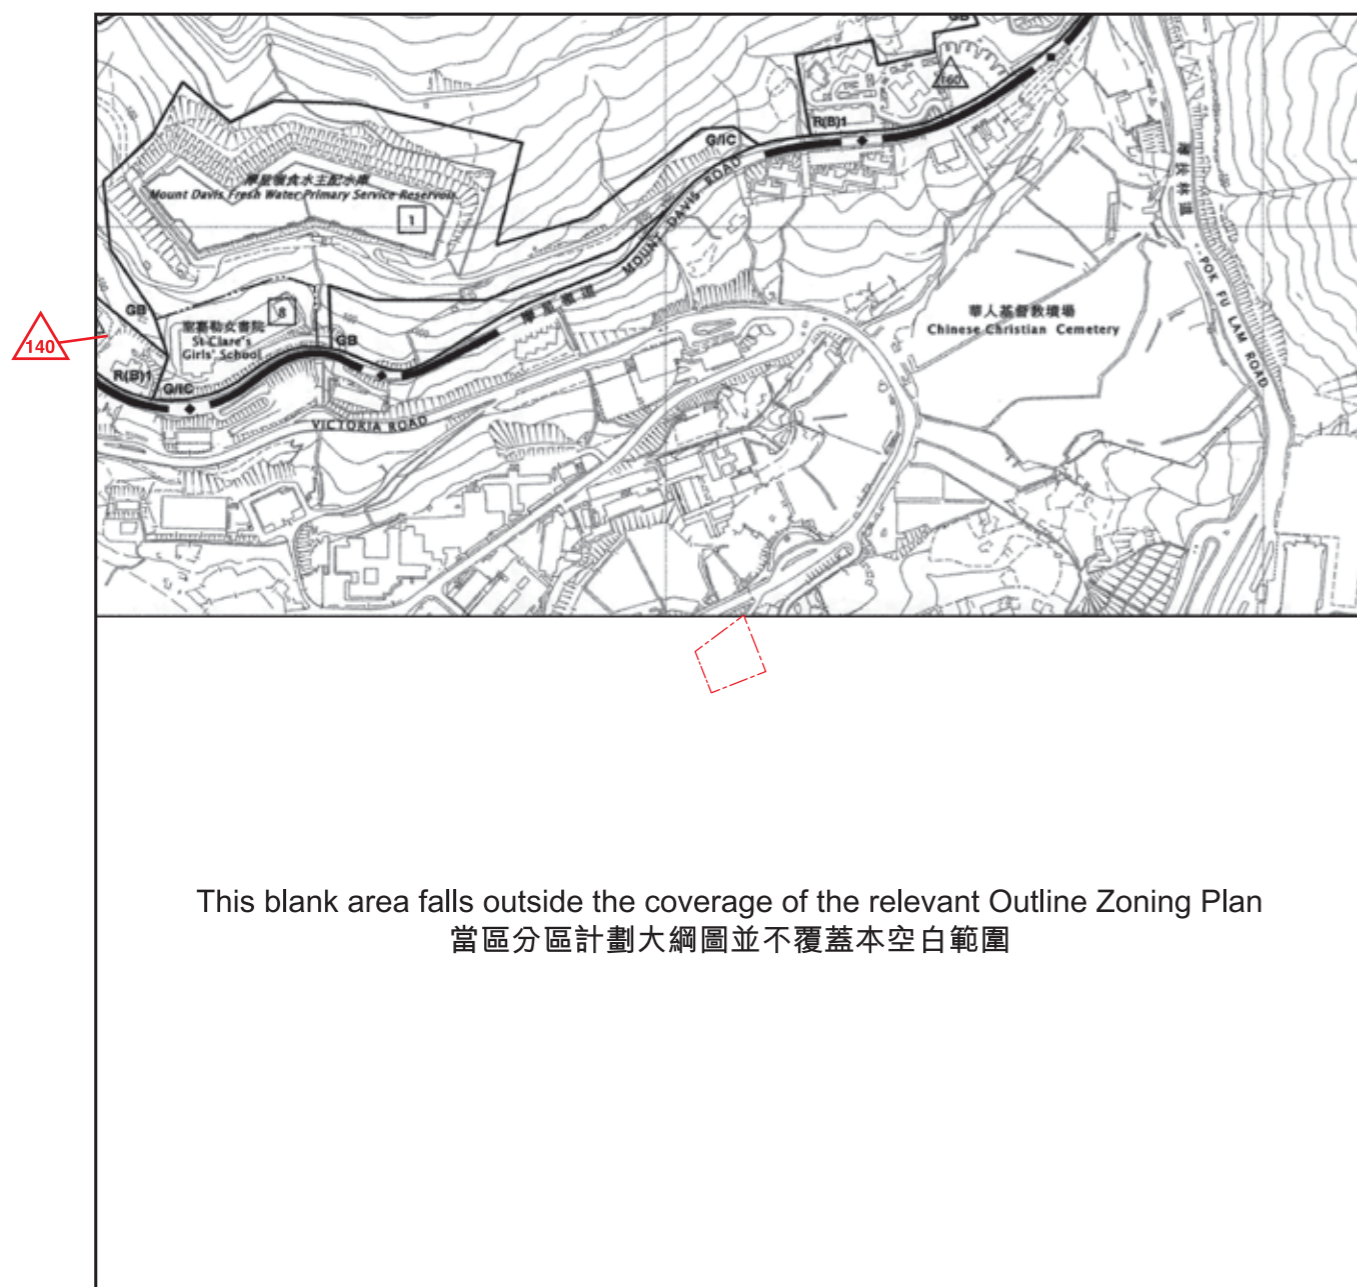 GB
160
R(B)1
G/IC
摩星嶺食水主配水庫
Mount Davis Fresh Water Primary Service Reservoir
1
MOUNT DAVIS ROAD
摩星嶺道
薄扶林道
POK FU LAM ROAD
華人基督教墳場
Chinese Christian Cemetery
GB
8
聖嘉勒女書院
St Clare's
Girls' School
GB
140
R(B)1
G/IC
VICTORIA ROAD
This blank area falls outside the coverage of the relevant Outline Zoning Plan
當區分區計劃大綱圖並不覆蓋本空白範圍